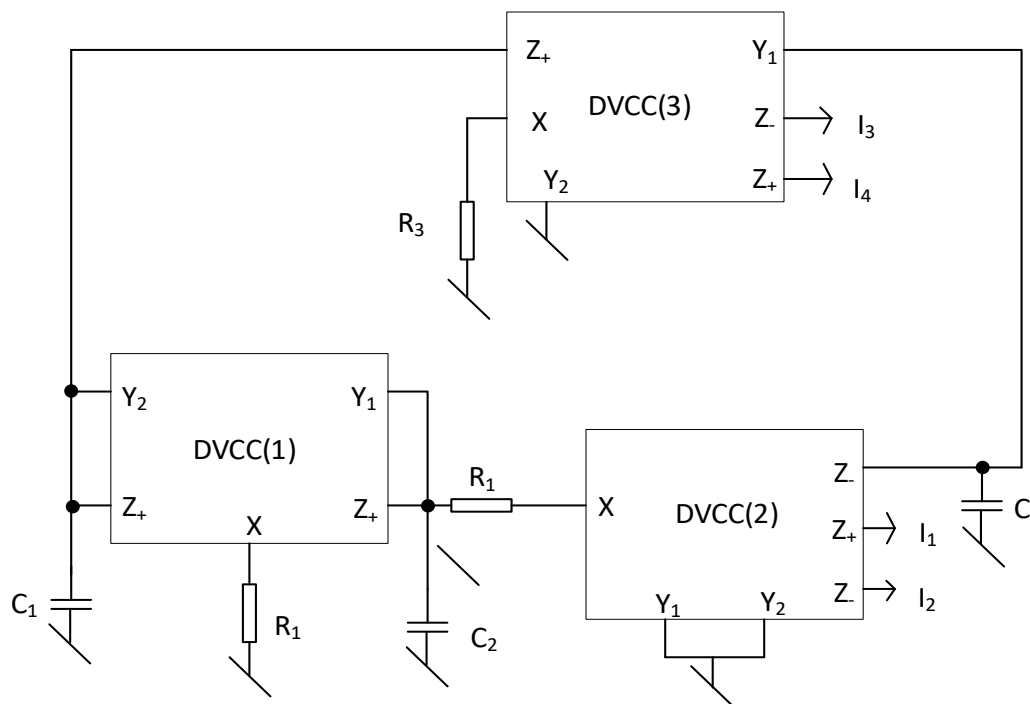 Z₊ Y₁
DVCC(3)
X Z₋ I₃
Y₂ Z₊ I₄
R₃
Y₂ Y₁
DVCC(1)
R₁ Z₋
Z₊ X Z₊ X DVCC(2) C
Z₊ I₁
C₁ R₁ C₂ Y₁ Y₂ Z₋ I₂